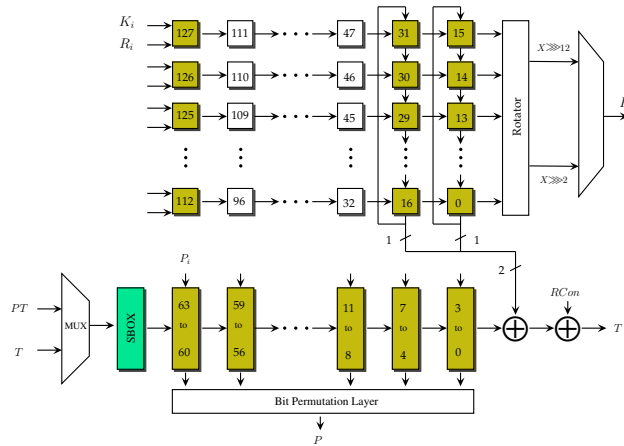 K_i
R_i
127 111 47 31 15
126 110 46 30 14
125 109 45 29 13
112 96 32 16 0
Rotator
X⋙12
X⋙2
1 1
2
P_i
PT
T
MUX
SBOX
63 to 60
59 to 56
11 to 8
7 to 4
3 to 0
RCon
T
Bit Permutation Layer
P